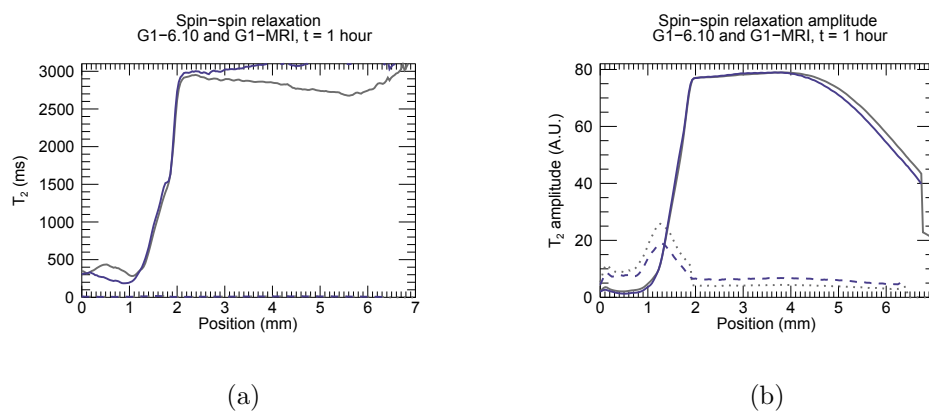 Spin−spin relaxation
G1−6.10 and G1−MRI, t = 1 hour
3000
2500
2000
1500
1000
500
0
T2 (ms)
0 1 2 3 4 5 6 7
Position (mm)
(a)
Spin−spin relaxation amplitude
G1−6.10 and G1−MRI, t = 1 hour
80
60
40
20
0
T2 amplitude (A.U.)
0 1 2 3 4 5 6
Position (mm)
(b)